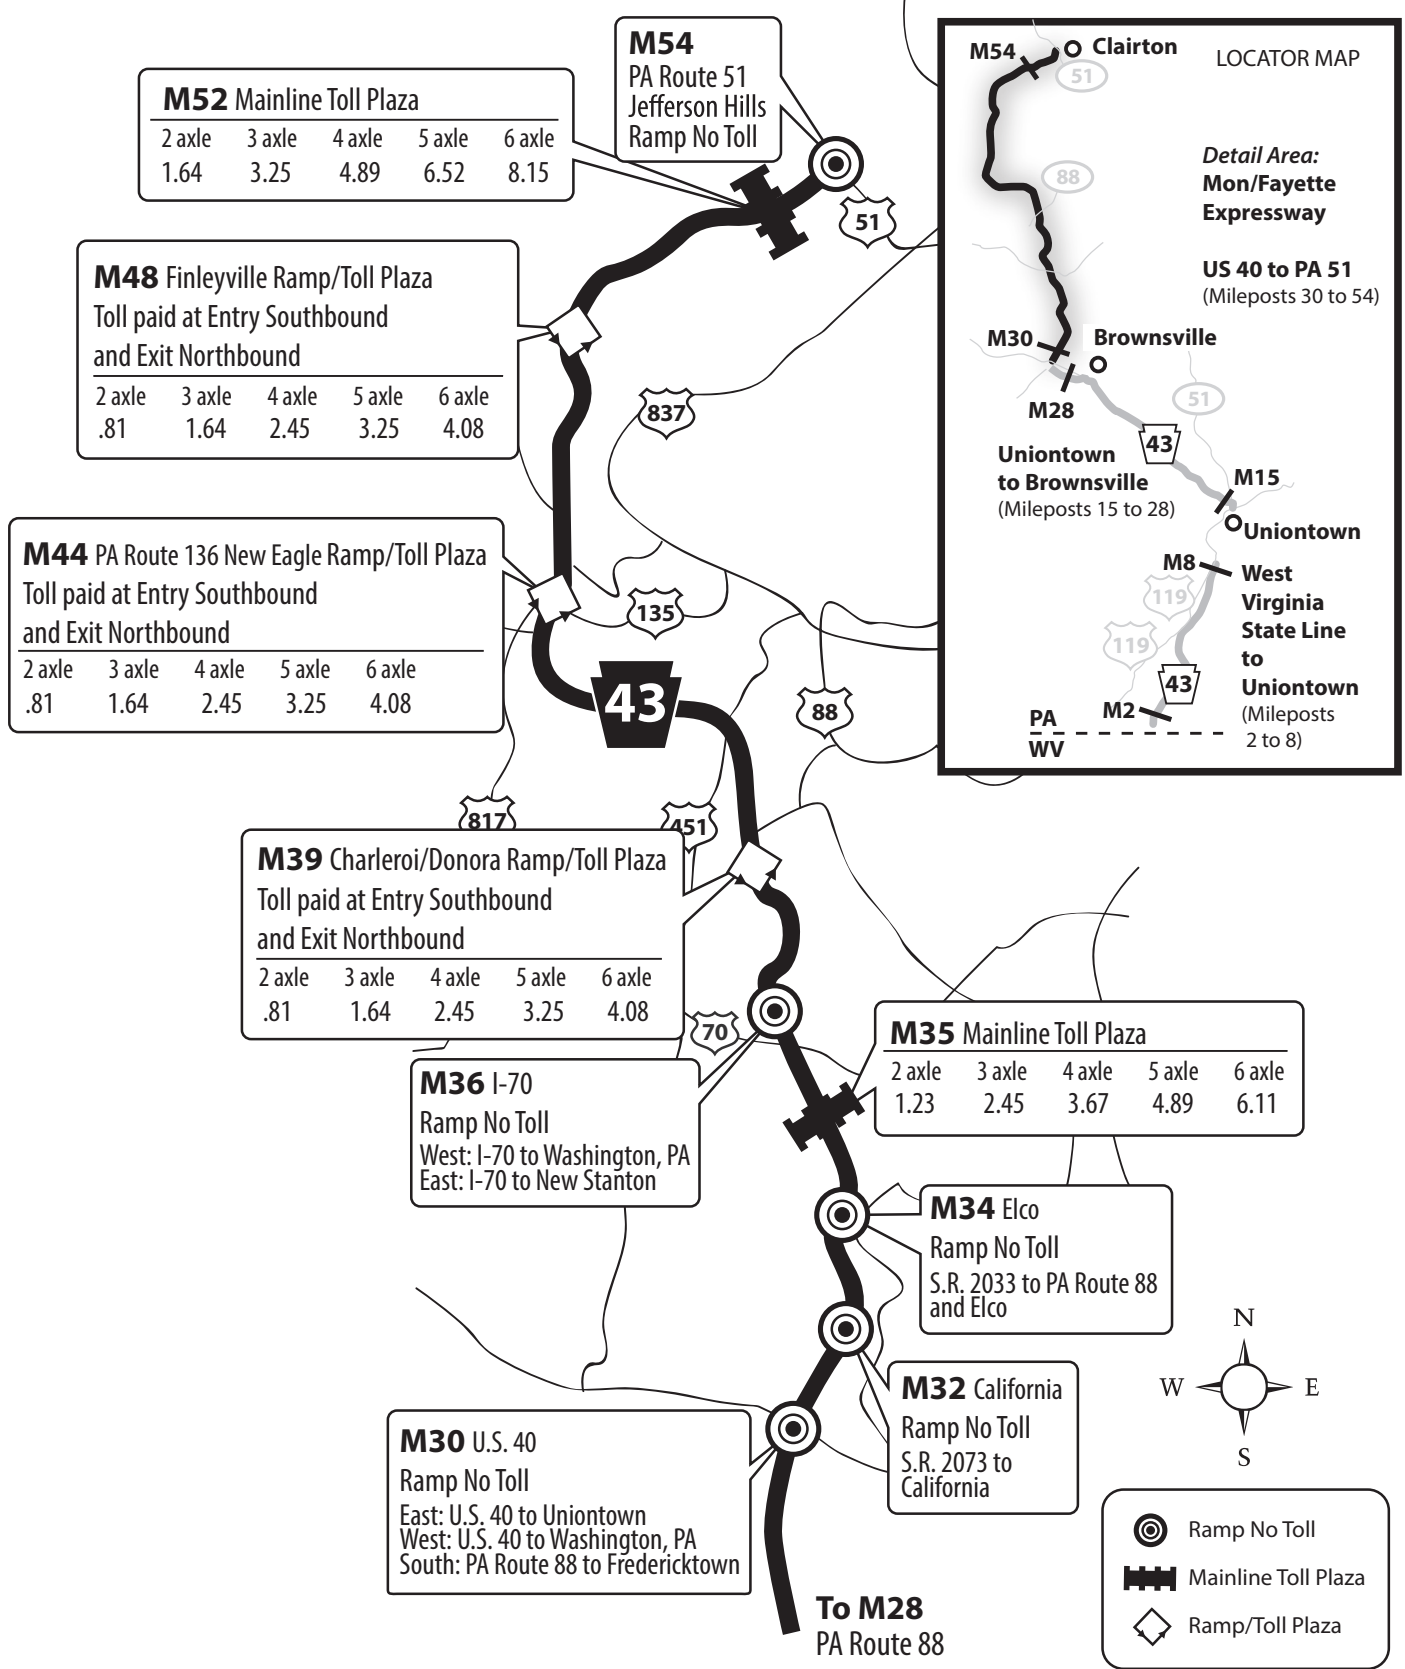 M54
PA Route 51
Jefferson Hills
Ramp No Toll
M52 Mainline Toll Plaza
2 axle 3 axle 4 axle 5 axle 6 axle
1.64 3.25 4.89 6.52 8.15
51
M48 Finleyville Ramp/Toll Plaza
Toll paid at Entry Southbound
and Exit Northbound
2 axle 3 axle 4 axle 5 axle 6 axle
.81 1.64 2.45 3.25 4.08
837
M44 PA Route 136 New Eagle Ramp/Toll Plaza
Toll paid at Entry Southbound
and Exit Northbound
2 axle 3 axle 4 axle 5 axle 6 axle
.81 1.64 2.45 3.25 4.08
135
43
88
817
451
M39 Charleroi/Donora Ramp/Toll Plaza
Toll paid at Entry Southbound
and Exit Northbound
2 axle 3 axle 4 axle 5 axle 6 axle
.81 1.64 2.45 3.25 4.08
70
M36 I-70
Ramp No Toll
West: I-70 to Washington, PA
East: I-70 to New Stanton
M35 Mainline Toll Plaza
2 axle 3 axle 4 axle 5 axle 6 axle
1.23 2.45 3.67 4.89 6.11
M34 Elco
Ramp No Toll
S.R. 2033 to PA Route 88
and Elco
M32 California
Ramp No Toll
S.R. 2073 to
California
M30 U.S. 40
Ramp No Toll
East: U.S. 40 to Uniontown
West: U.S. 40 to Washington, PA
South: PA Route 88 to Fredericktown
To M28
PA Route 88
LOCATOR MAP
M54
Clairton
51
Detail Area:
Mon/Fayette
Expressway
88
US 40 to PA 51
(Mileposts 30 to 54)
M30
Brownsville
M28
51
43
Uniontown
to Brownsville
(Mileposts 15 to 28)
M15
Uniontown
M8
119
119
West
Virginia
State Line
to
Uniontown
(Mileposts
2 to 8)
43
M2
PA
WV
N
W
E
S
Ramp No Toll
Mainline Toll Plaza
Ramp/Toll Plaza